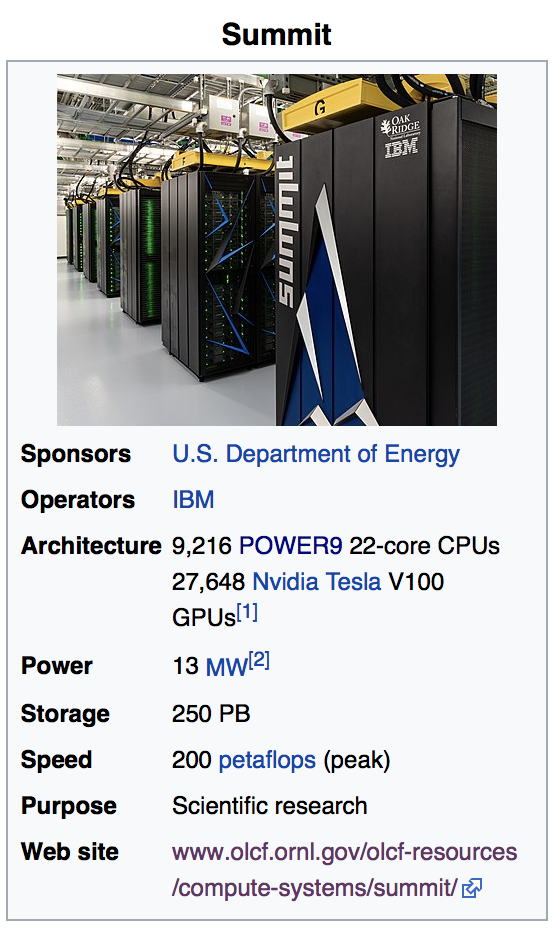 Summit
G
OAK
RIDGE
IBM
summit
Sponsors U.S. Department of Energy
Operators IBM
Architecture 9,216 POWER9 22-core CPUs
27,648 Nvidia Tesla V100
GPUs[1]
Power 13 MW[2]
Storage 250 PB
Speed 200 petaflops (peak)
Purpose Scientific research
Web site www.olcf.ornl.gov/olcf-resources
/compute-systems/summit/